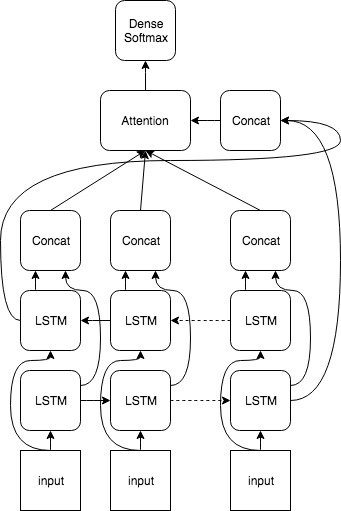 Dense
Softmax
Attention
Concat
Concat
Concat
Concat
LSTM
LSTM
LSTM
LSTM
LSTM
LSTM
input
input
input